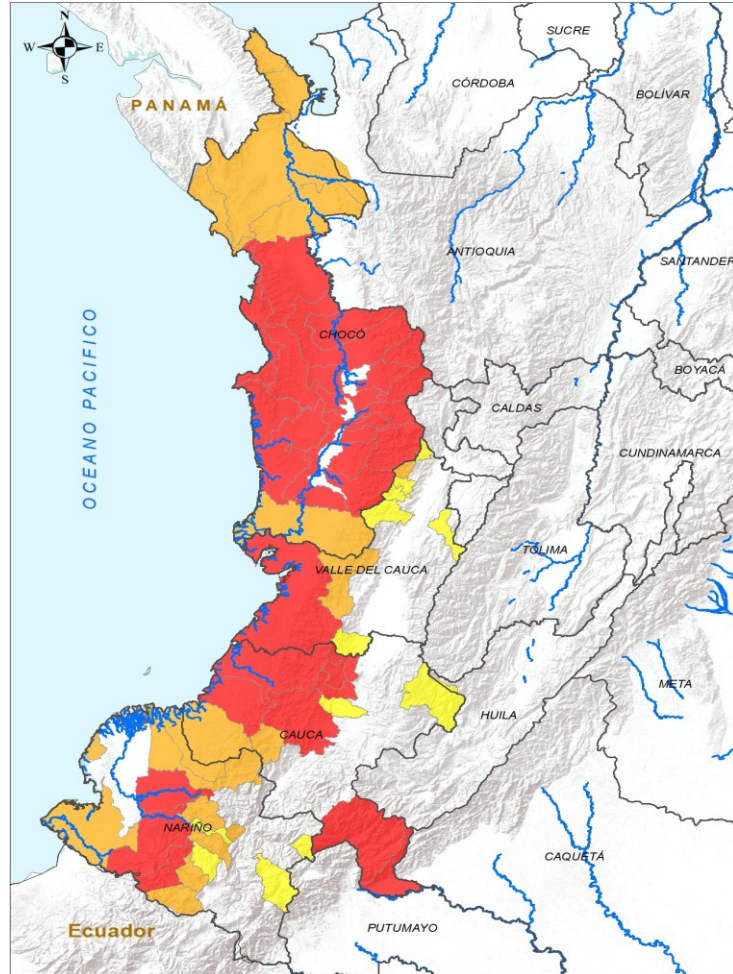 N
W E
S
SUCRE
CÓRDOBA
BOLÍVAR
PANAMÁ
ANTIOQUIA
SANTANDER
OCEANO PACIFICO
CHOCÓ
BOYACÁ
CALDAS
CUNDINAMARCA
TOLIMA
VALLE DEL CAUCA
META
HUILA
CAUCA
NARIÑO
CAQUETÁ
PUTUMAYO
Ecuador